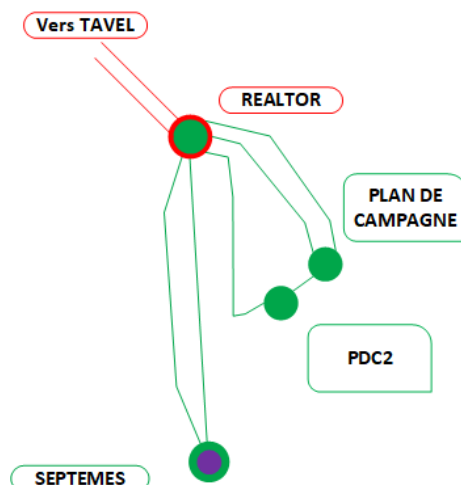 Vers TAVEL
REALTOR
PLAN DE
CAMPAGNE
PDC2
SEPTEMES